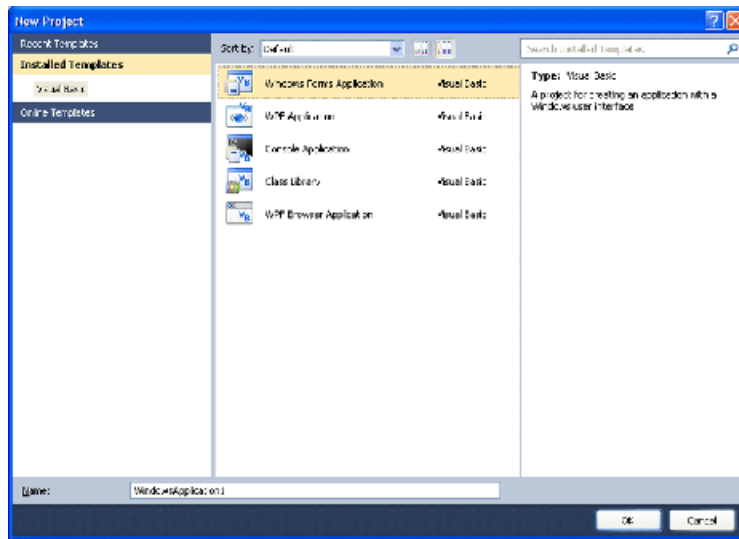 New Project
Recent Templates
Installed Templates
Visual Basic
Online Templates
Sort by: Default
Search Installed Templates
Windows Forms Application Visual Basic
WPF Application Visual Basic
Console Application Visual Basic
Class Library Visual Basic
WPF Browser Application Visual Basic
Type: Visual Basic
A project for creating an application with a
Windows user interface
Name: WindowsApplication1
OK Cancel